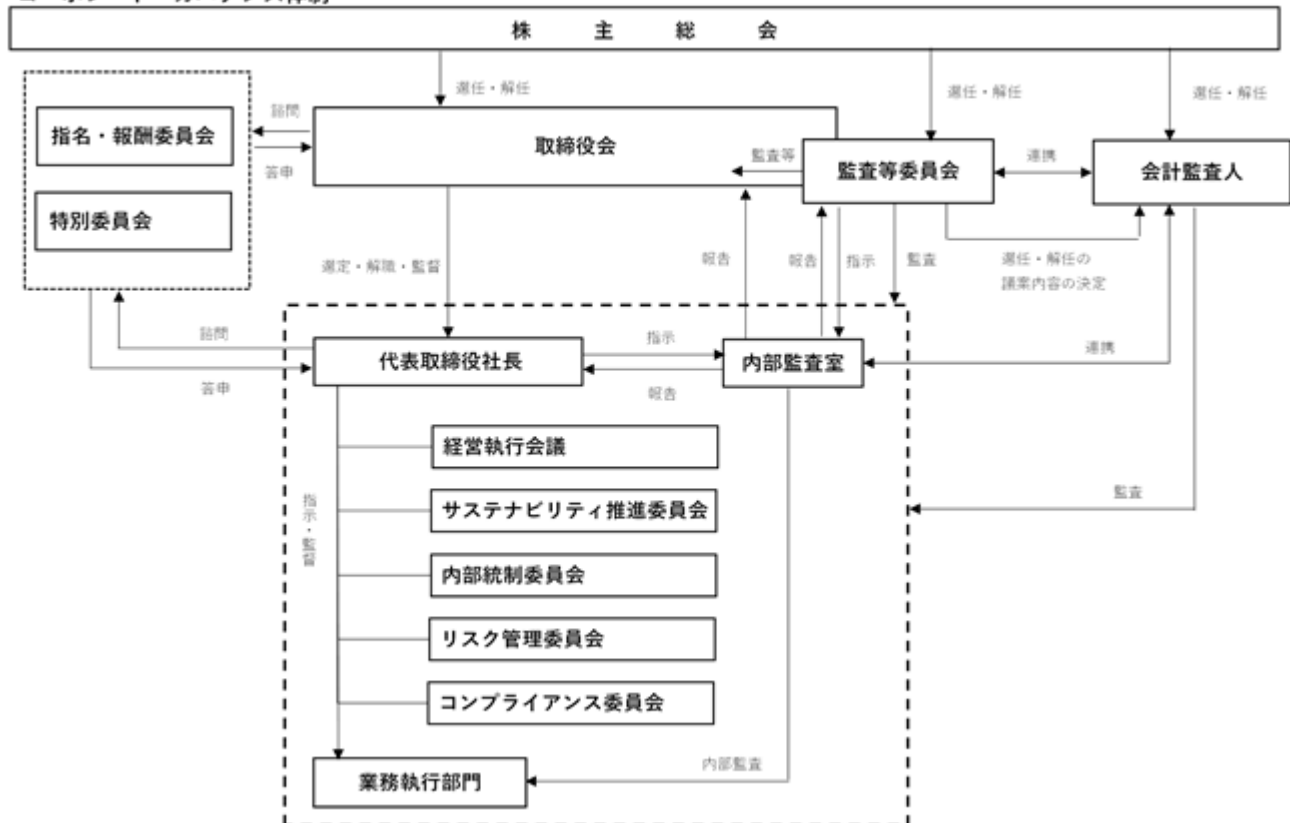 株主総会
選任・解任
選任・解任
選任・解任
諮問
答申
指名・報酬委員会
特別委員会
取締役会
監査等
監査等委員会
連携
会計監査人
選定・解職・監督
報告
報告
指示
監査
選任・解任の
議案内容の決定
諮問
答申
代表取締役社長
指示
報告
内部監査室
連携
経営執行会議
サステナビリティ推進委員会
内部統制委員会
リスク管理委員会
コンプライアンス委員会
指示・監督
監査
業務執行部門
内部監査